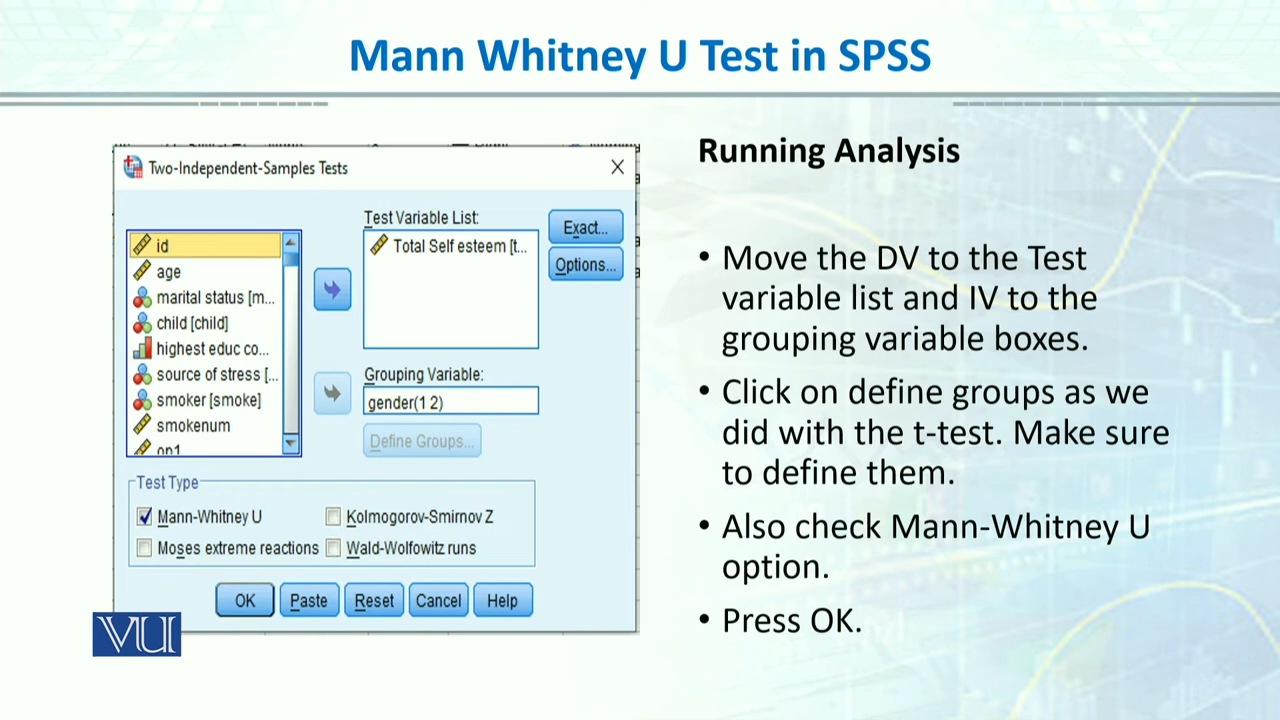 Mann Whitney U Test in SPSS
Two-Independent-Samples Tests
id
age
marital status [m...
child [child]
highest educ co...
source of stress [...
smoker [smoke]
smokenum
op1
Test Variable List:
Total Self esteem [t...
Exact...
Options...
Grouping Variable:
gender(1 2)
Define Groups...
Test Type
Mann-Whitney U
Kolmogorov-Smirnov Z
Moses extreme reactions
Wald-Wolfowitz runs
OK Paste Reset Cancel Help
VU
Running Analysis
• Move the DV to the Test
variable list and IV to the
grouping variable boxes.
• Click on define groups as we
did with the t-test. Make sure
to define them.
• Also check Mann-Whitney U
option.
• Press OK.